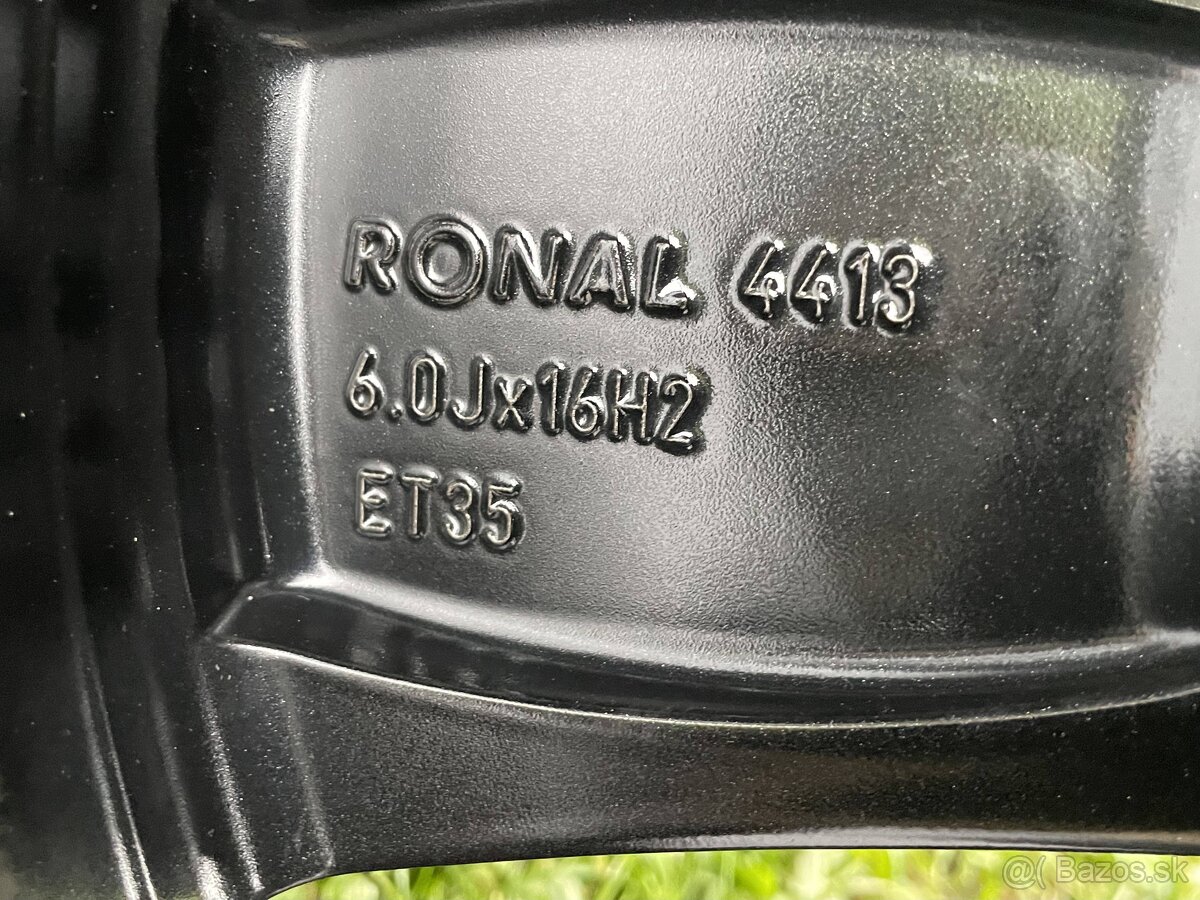 RONAL 4413
6.0Jx16H2
ET35
@( Bazos.sk